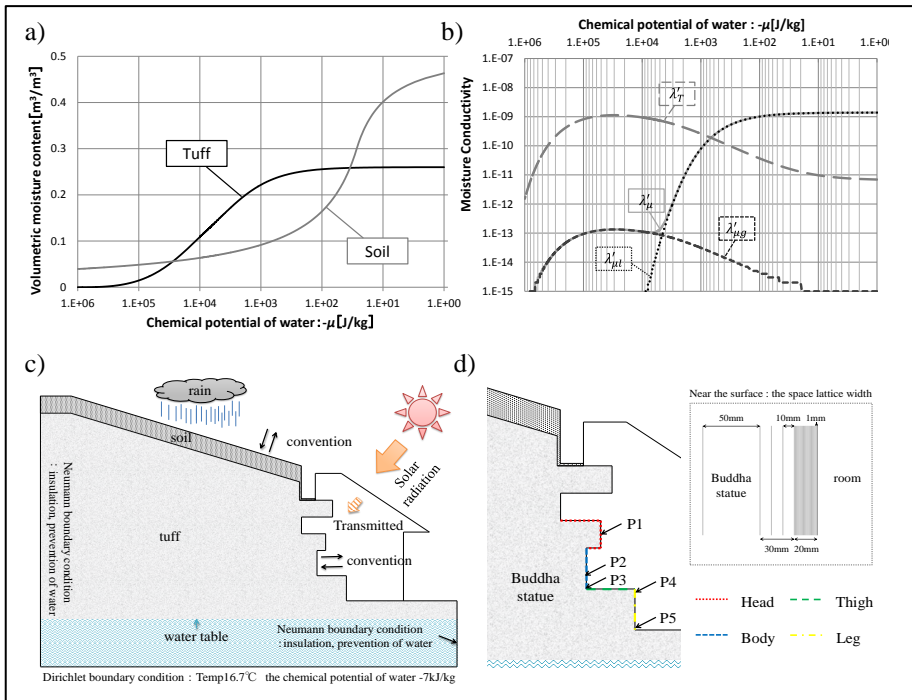 a)
Volumetric moisture content [m³/m³]
0.5
0.4
0.3
0.2
0.1
0
Tuff
Soil
1.E+06 1.E+05 1.E+04 1.E+03 1.E+02 1.E+01 1.E+00
Chemical potential of water : -μ[J/kg]
b)
Chemical potential of water : -μ[J/kg]
1.E+06 1.E+05 1.E+04 1.E+03 1.E+02 1.E+01 1.E+00
Moisture Conductivity
1.E-07
1.E-08
1.E-09
1.E-10
1.E-11
1.E-12
1.E-13
1.E-14
1.E-15
λ′T
λ′μ
λ′μg
λ′μl
c)
rain
soil
convention
Solar radiation
Transmitted
convention
tuff
Neumann boundary condition
: insulation, prevention of water
water table
Neumann boundary condition
: insulation, prevention of water
Dirichlet boundary condition : Temp16.7℃ the chemical potential of water -7kJ/kg
d)
Near the surface : the space lattice width
50mm
10mm
1mm
Buddha
statue
room
30mm
20mm
P1
P2
P3
P4
P5
Buddha
statue
Head
Thigh
Body
Leg